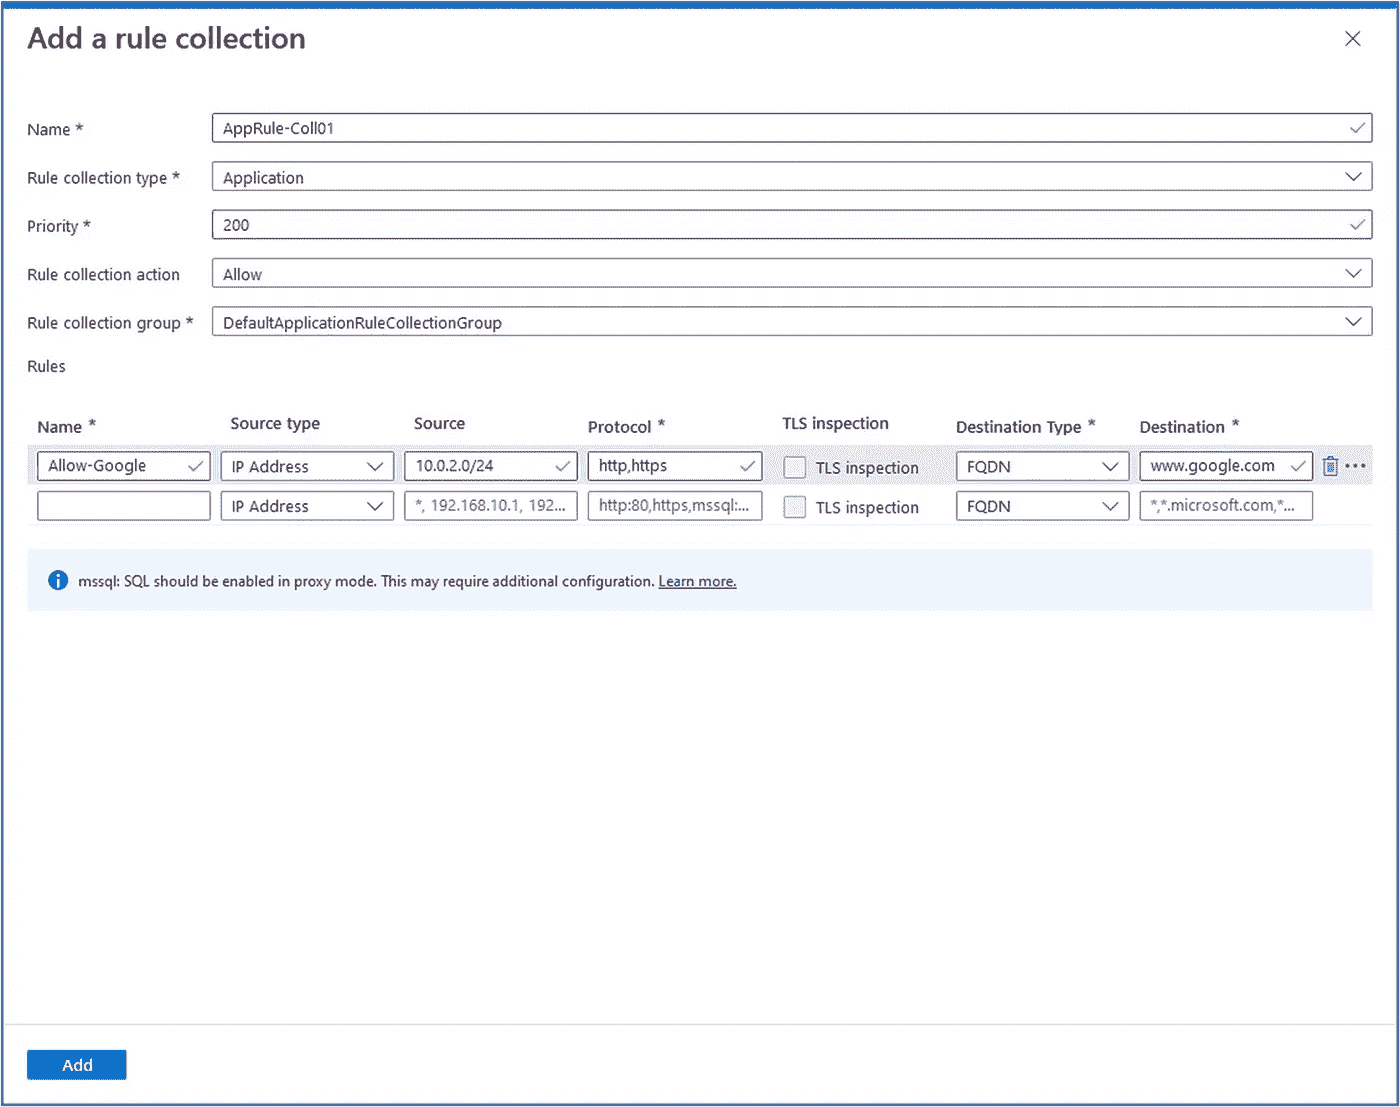 Add a rule collection
Name * AppRule-Coll01
Rule collection type * Application
Priority * 200
Rule collection action Allow
Rule collection group * DefaultApplicationRuleCollectionGroup
Rules
Name * Source type Source Protocol * TLS inspection Destination Type * Destination *
Allow-Google IP Address 10.0.2.0/24 http,https TLS inspection FQDN www.google.com
IP Address *, 192.168.10.1, 192... http:80,https,mssql:... TLS inspection FQDN *,*.microsoft.com,*...
mssql: SQL should be enabled in proxy mode. This may require additional configuration. Learn more.
Add